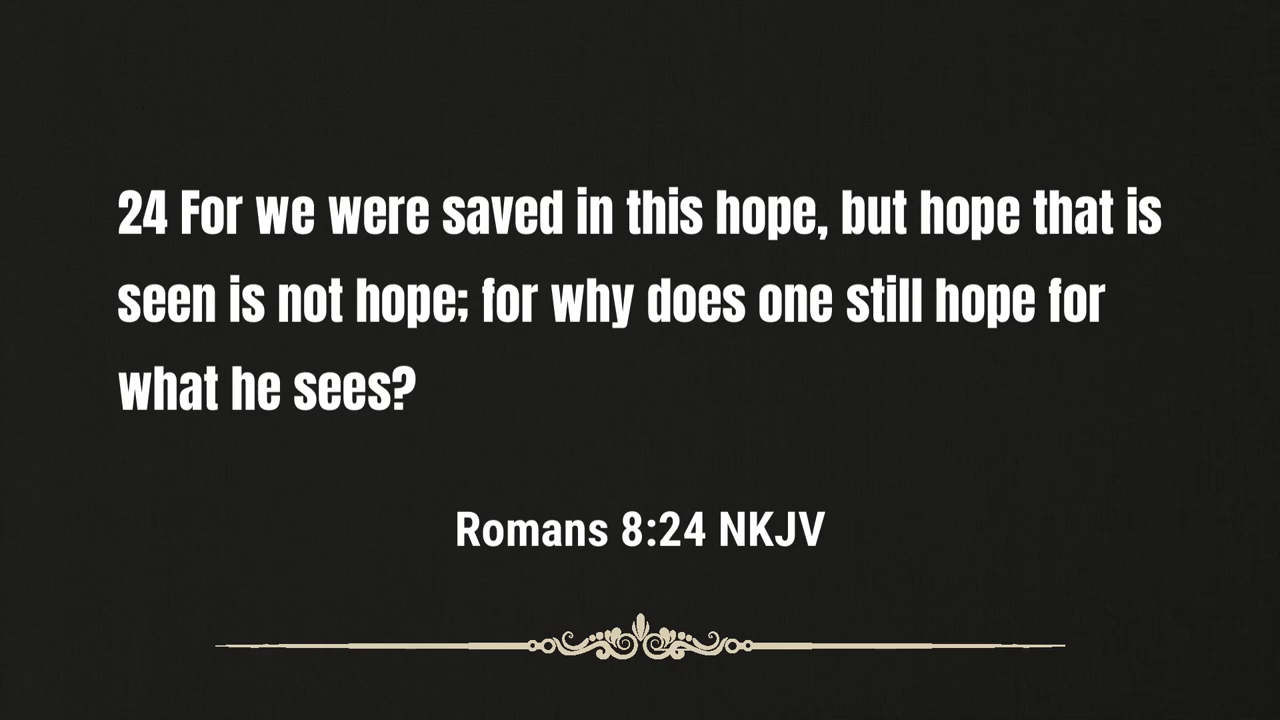 24 For we were saved in this hope, but hope that is
seen is not hope; for why does one still hope for
what he sees?
Romans 8:24 NKJV